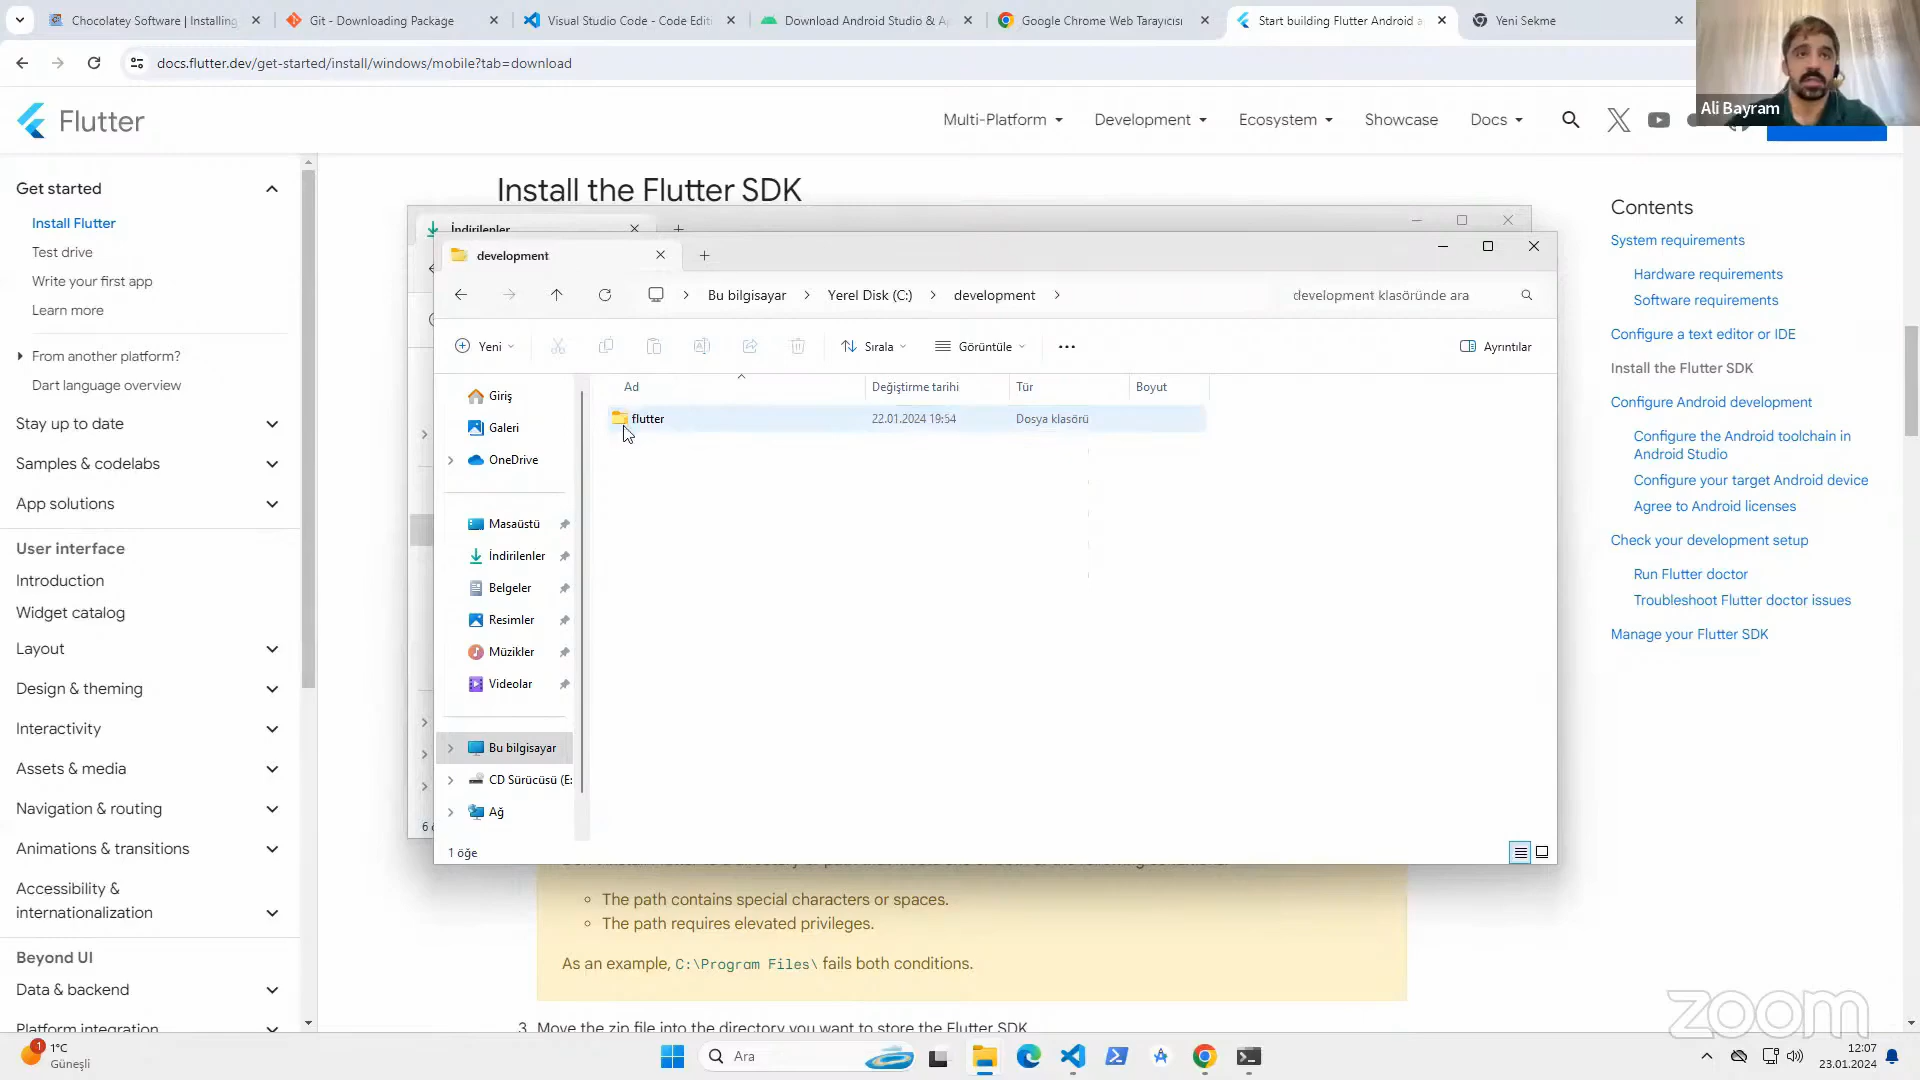 Chocolatey Software | Installing
Git - Downloading Package
Visual Studio Code - Code Edit
Download Android Studio & A
Google Chrome Web Tarayıcısı
Start building Flutter Android a
Yeni Sekme
docs.flutter.dev/get-started/install/windows/mobile?tab=download
Ali Bayram
Flutter
Multi-Platform
Development
Ecosystem
Showcase
Docs
Get started
Install Flutter
Test drive
Write your first app
Learn more
From another platform?
Dart language overview
Stay up to date
Samples & codelabs
App solutions
User interface
Introduction
Widget catalog
Layout
Design & theming
Interactivity
Assets & media
Navigation & routing
Animations & transitions
Accessibility &
internationalization
Beyond UI
Data & backend
Platform integration
Install the Flutter SDK
İndirilenler
development
Bu bilgisayar
Yerel Disk (C:)
development
development klasöründe ara
Yeni
Sırala
Görüntüle
Ayrıntılar
Ad
Değiştirme tarihi
Tür
Boyut
flutter
22.01.2024 19:54
Dosya klasörü
Giriş
Galeri
OneDrive
Masaüstü
İndirilenler
Belgeler
Resimler
Müzikler
Videolar
Bu bilgisayar
CD Sürücüsü (E:
Ağ
6
1 öğe
The path contains special characters or spaces.
The path requires elevated privileges.
As an example, C:\Program Files\ fails both conditions.
3. Move the zip file into the directory you want to store the Flutter SDK.
Contents
System requirements
Hardware requirements
Software requirements
Configure a text editor or IDE
Install the Flutter SDK
Configure Android development
Configure the Android toolchain in
Android Studio
Configure your target Android device
Agree to Android licenses
Check your development setup
Run Flutter doctor
Troubleshoot Flutter doctor issues
Manage your Flutter SDK
zoom
1
1°C
Güneşli
Ara
12:07
23.01.2024